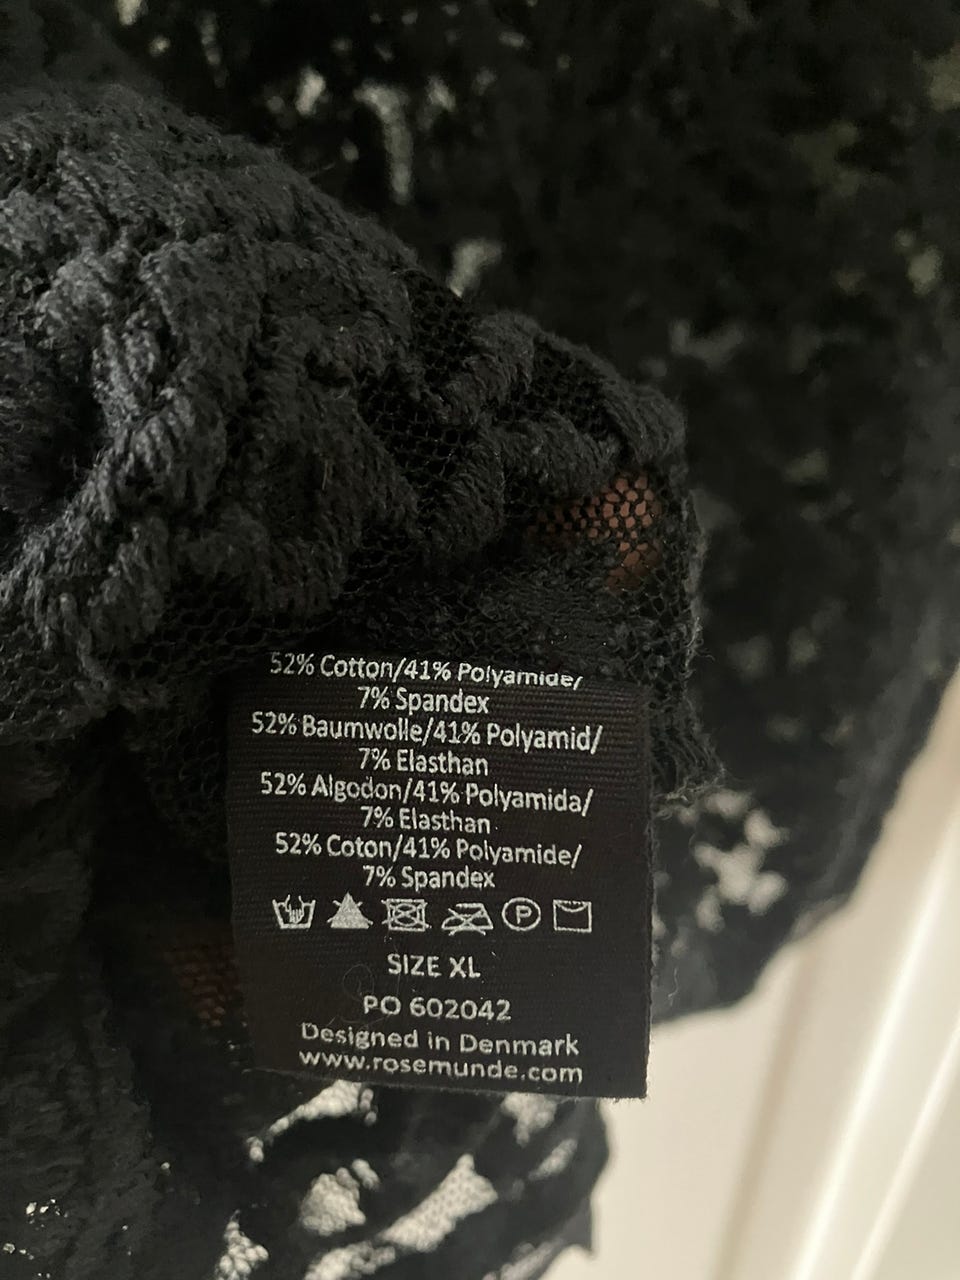 52% Cotton/41% Polyamide/
7% Spandex
52% Baumwolle/41% Polyamid/
7% Elasthan
52% Algodon/41% Polyamida/
7% Elasthan
52% Coton/41% Polyamide/
7% Spandex
P
SIZE XL
PO 602042
Designed in Denmark
www.rosemunde.com